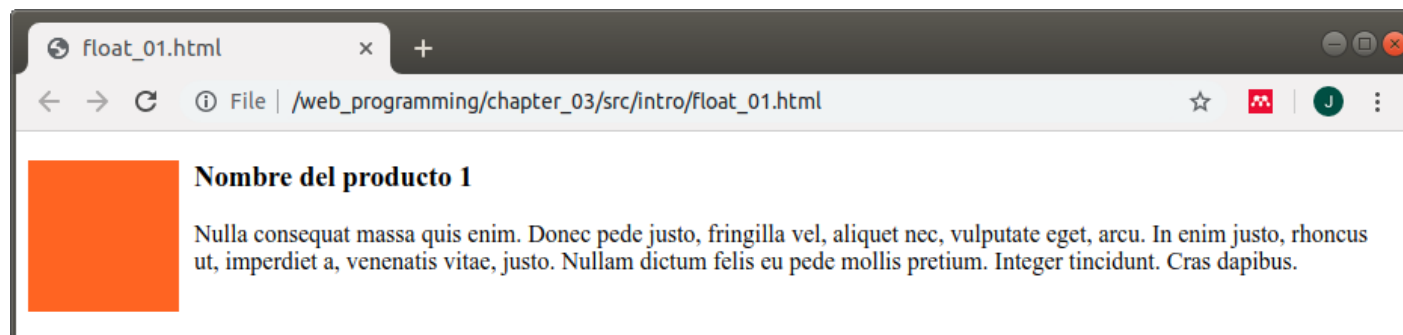 float_01.html
File /web_programming/chapter_03/src/intro/float_01.html
J
Nombre del producto 1
Nulla consequat massa quis enim. Donec pede justo, fringilla vel, aliquet nec, vulputate eget, arcu. In enim justo, rhoncus
ut, imperdiet a, venenatis vitae, justo. Nullam dictum felis eu pede mollis pretium. Integer tincidunt. Cras dapibus.